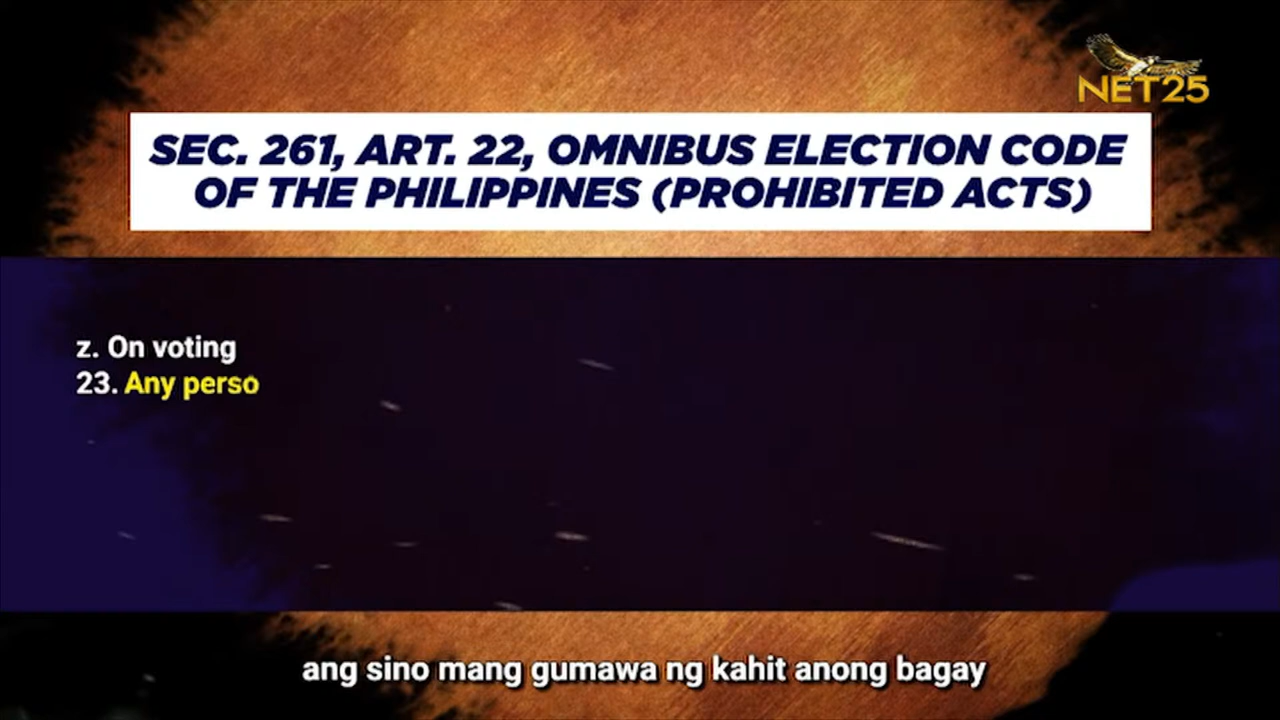 NET25
SEC. 261, ART. 22, OMNIBUS ELECTION CODE
OF THE PHILIPPINES (PROHIBITED ACTS)
z. On voting
23. Any perso
ang sino mang gumawa ng kahit anong bagay